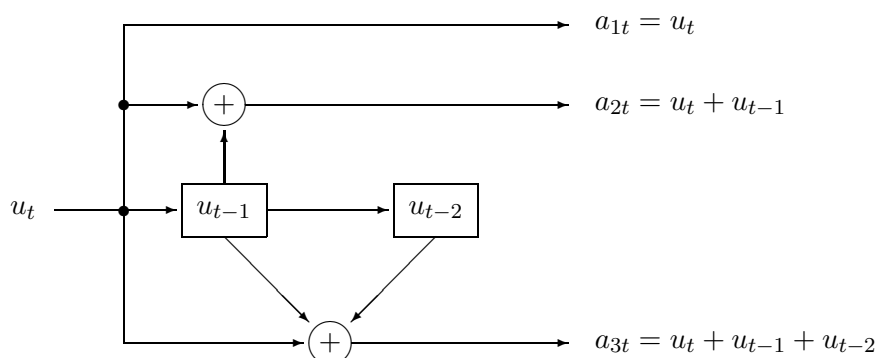 a_{1t} = u_t
+
a_{2t} = u_t + u_{t−1}
u_t
u_{t−1}
u_{t−2}
+
a_{3t} = u_t + u_{t−1} + u_{t−2}